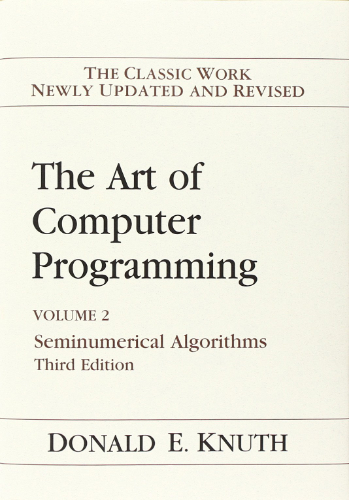 THE CLASSIC WORK
NEWLY UPDATED AND REVISED
The Art of
Computer
Programming
VOLUME 2
Seminumerical Algorithms
Third Edition
DONALD E. KNUTH